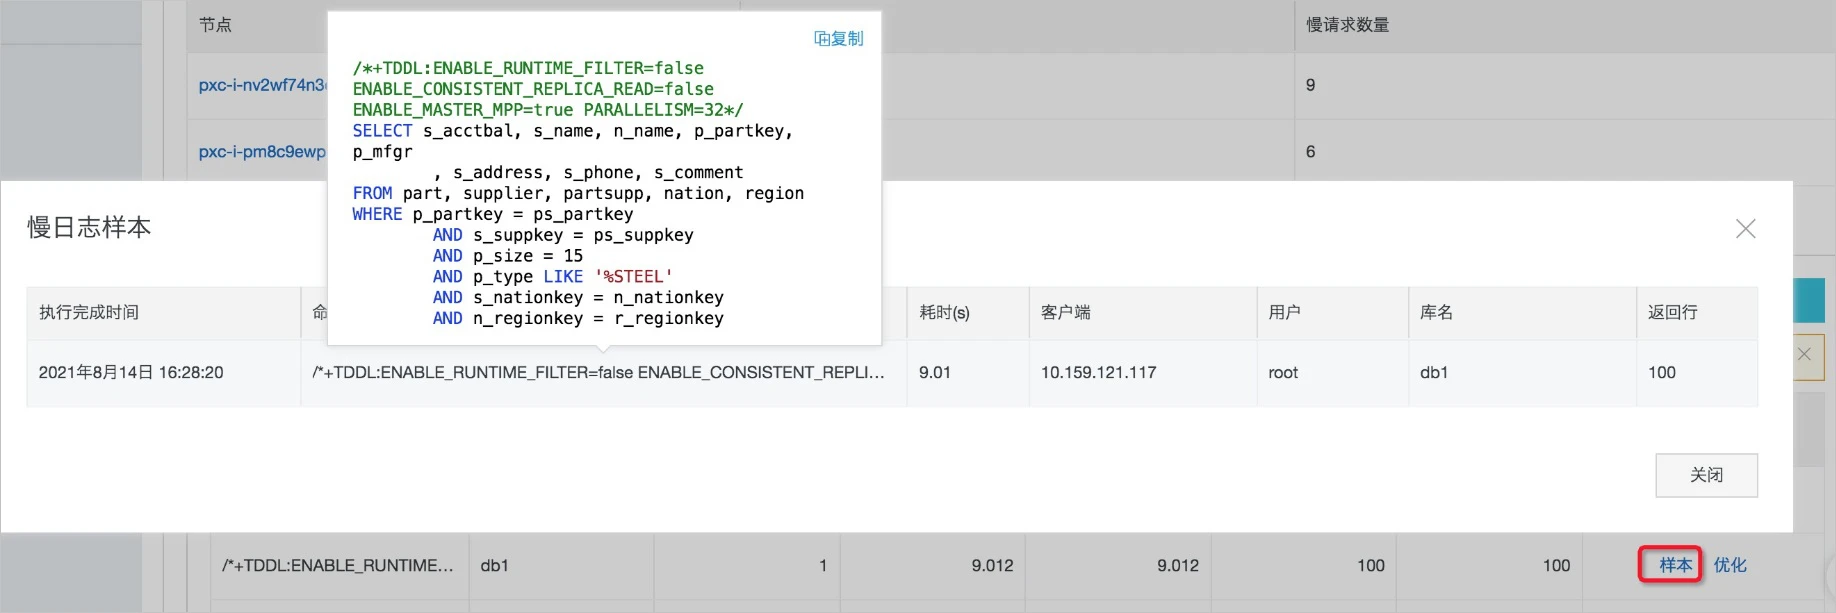 节点
慢请求数量
pxc-i-nv2wf74n3
9
pxc-i-pm8c9ewp
6
复制
/*+TDDL:ENABLE_RUNTIME_FILTER=false
ENABLE_CONSISTENT_REPLICA_READ=false
ENABLE_MASTER_MPP=true PARALLELISM=32*/
SELECT s_acctbal, s_name, n_name, p_partkey,
p_mfgr
, s_address, s_phone, s_comment
FROM part, supplier, partsupp, nation, region
WHERE p_partkey = ps_partkey
AND s_suppkey = ps_suppkey
AND p_size = 15
AND p_type LIKE '%STEEL'
AND s_nationkey = n_nationkey
AND n_regionkey = r_regionkey
慢日志样本
执行完成时间 命 耗时(s) 客户端 用户 库名 返回行
2021年8月14日 16:28:20 /*+TDDL:ENABLE_RUNTIME_FILTER=false ENABLE_CONSISTENT_REPLI... 9.01 10.159.121.117 root db1 100
关闭
/*+TDDL:ENABLE_RUNTIME... db1 1 9.012 9.012 100 100 样本 优化